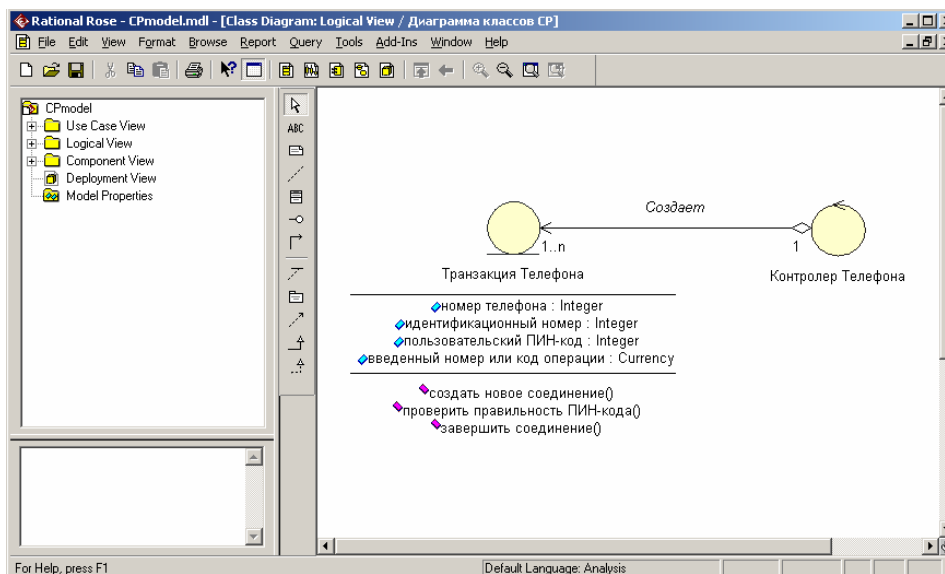 Rational Rose - CPmodel.mdl - [Class Diagram: Logical View / Диаграмма классов CP]
File Edit View Format Browse Report Query Tools Add-Ins Window Help
CPmodel
Use Case View
Logical View
Component View
Deployment View
Model Properties
ABC
Создает
1..n
1
Транзакция Телефона
Контролер Телефона
номер телефона : Integer
идентификационный номер : Integer
пользовательский ПИН-код : Integer
введенный номер или код операции : Currency
создать новое соединение()
проверить правильность ПИН-кода()
завершить соединение()
For Help, press F1
Default Language: Analysis